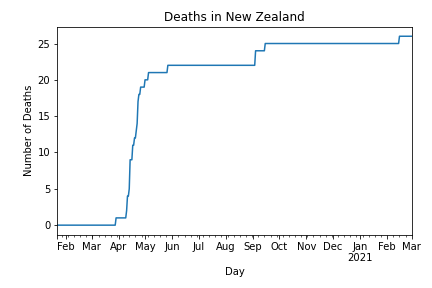 Deaths in New Zealand
Number of Deaths
25
20
15
10
5
0
Feb Mar Apr May Jun Jul Aug Sep Oct Nov Dec Jan Feb Mar
2021
Day